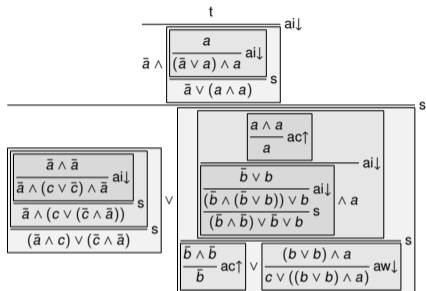 t
ai↓
a
ā ∧ ai↓
(ā ∨ a) ∧ a
s
ā ∨ (a ∧ a)
s
a ∧ a
ac↑
a
ai↓
ā ∧ ā
b̄ ∨ b
ai↓ ai↓
ā ∧ (c ∨ c̄) ∧ ā (b̄ ∧ (b̄ ∨ b)) ∨ b ∧ a
s s
ā ∧ (c ∨ (c̄ ∧ ā)) (b̄ ∧ b̄) ∨ b̄ ∨ b
s ∨ s
(ā ∧ c) ∨ (c̄ ∧ ā)
b̄ ∧ b̄ (b ∨ b) ∧ a
ac↑ ∨ aw↓
b̄ c ∨ ((b ∨ b) ∧ a)